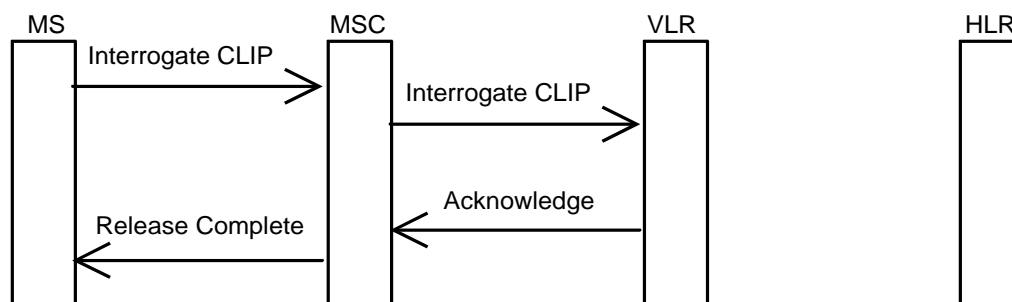 MS MSC VLR HLR
Interrogate CLIP
Interrogate CLIP
Acknowledge
Release Complete